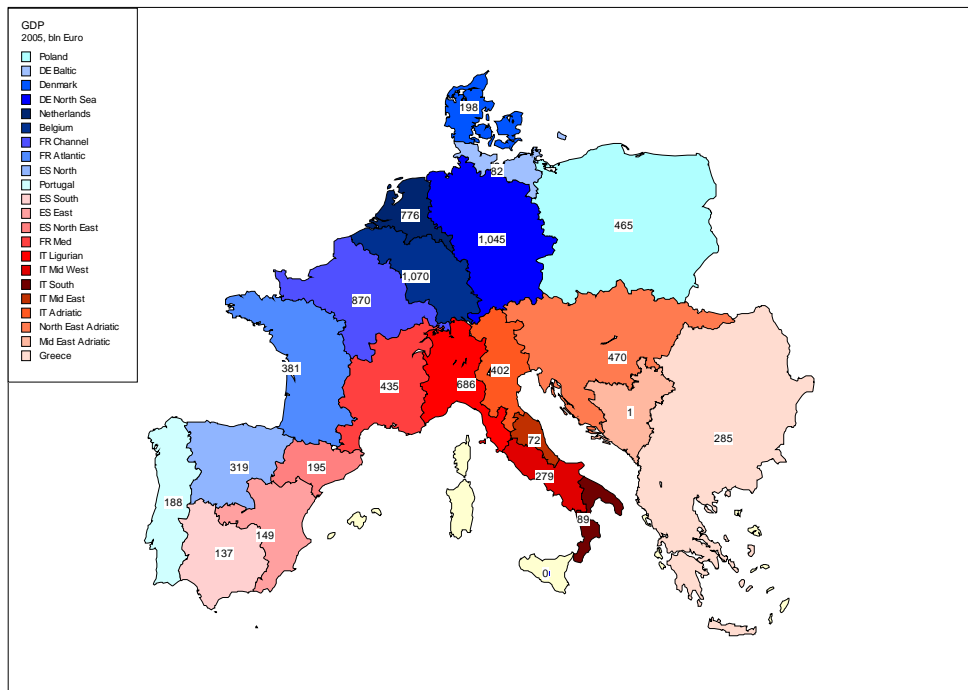 GDP
2005, bln Euro
Poland
DE Baltic
Denmark
DE North Sea
Netherlands
Belgium
FR Channel
FR Atlantic
ES North
Portugal
ES South
ES East
ES North East
FR Med
IT Ligurian
IT Mid West
IT South
IT Mid East
IT Adriatic
North East Adriatic
Mid East Adriatic
Greece
198
82
776
1,045
465
1,070
870
381
435
686
402
470
1
72
285
319
195
279
188
149
89
137
0